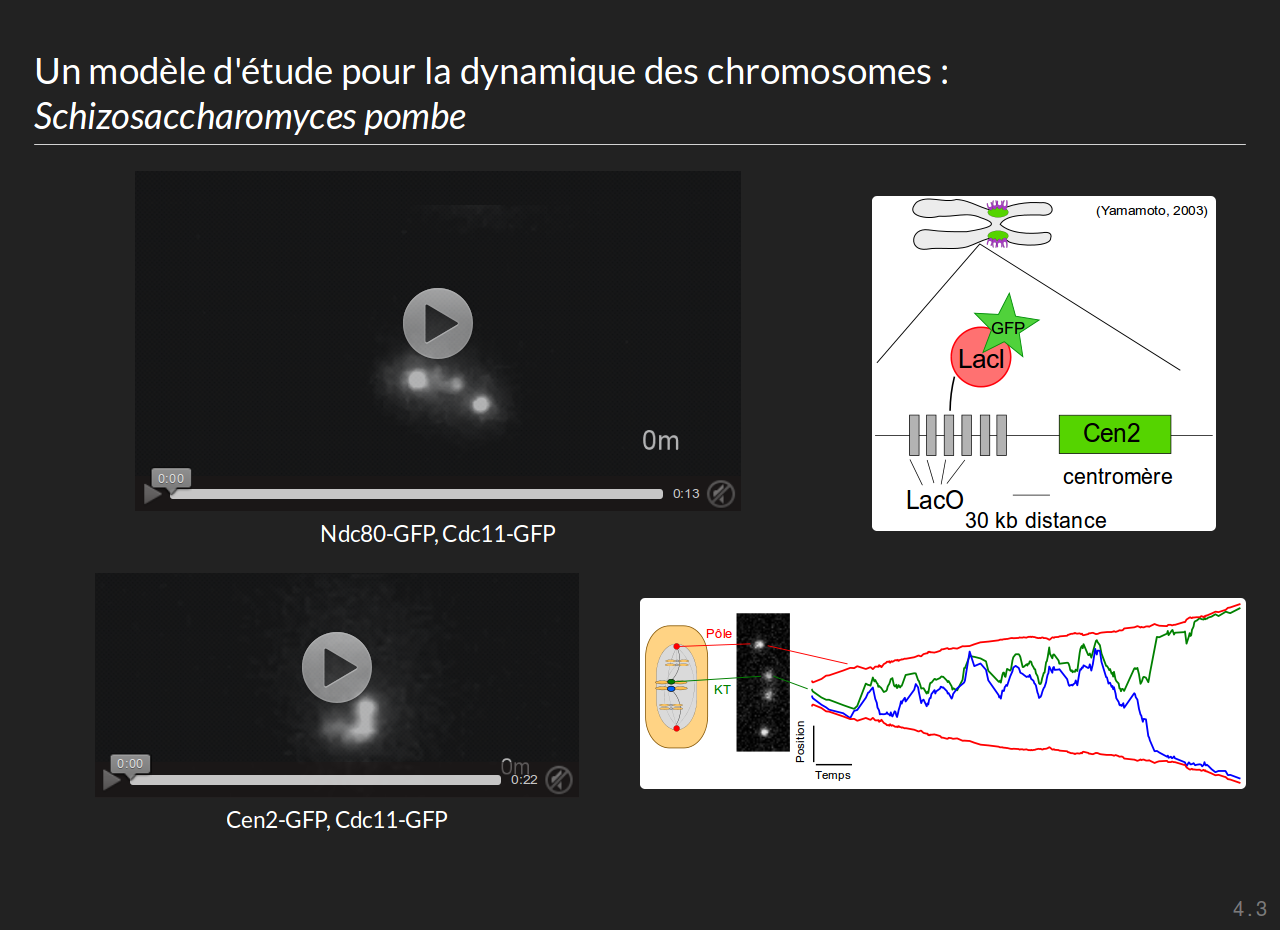 Un modèle d'étude pour la dynamique des chromosomes :
Schizosaccharomyces pombe
0m
0:00
0:13
Ndc80-GFP, Cdc11-GFP
(Yamamoto, 2003)
GFP
LacI
Cen2
centromère
LacO
30 kb distance
0m
0:00
0:22
Cen2-GFP, Cdc11-GFP
Pôle
KT
Position
Temps
4.3